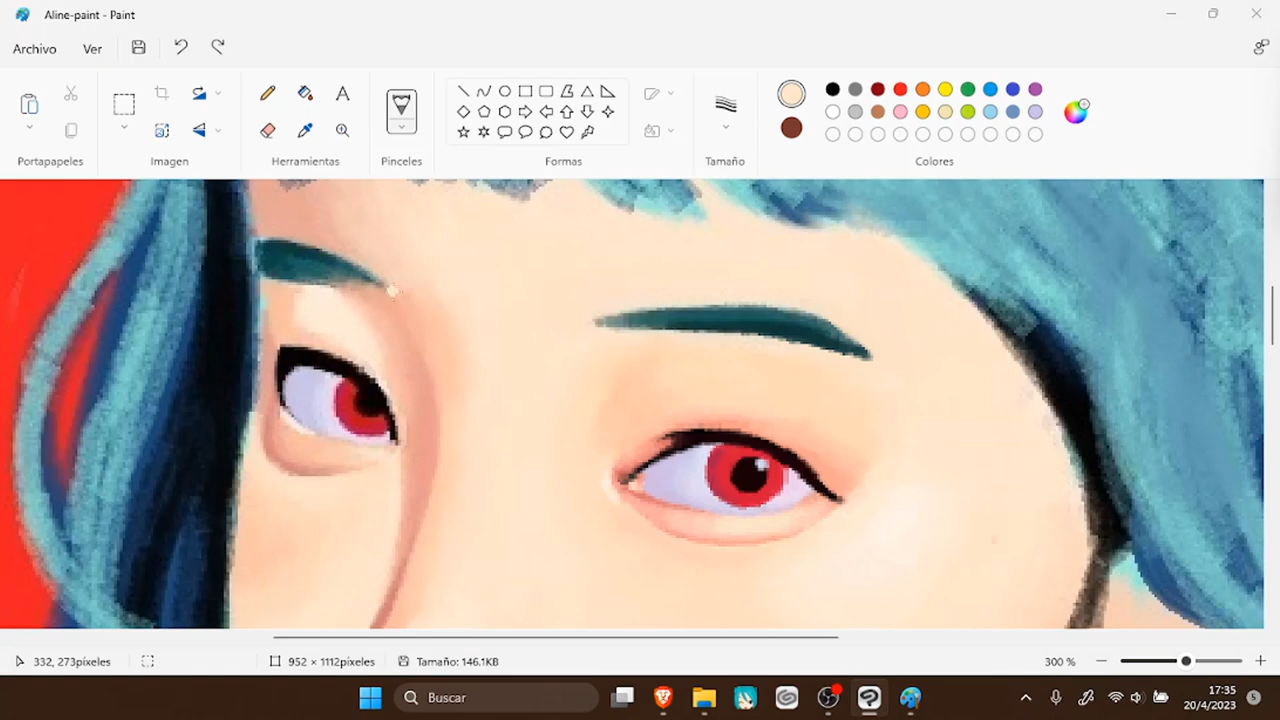 Aline-paint - Paint
Archivo Ver
A
Portapapeles Imagen Herramientas Pinceles Formas Tamaño Colores
332, 273píxeles 952 × 1112píxeles Tamaño: 146.1KB 300 %
Buscar 17:35
20/4/2023 5